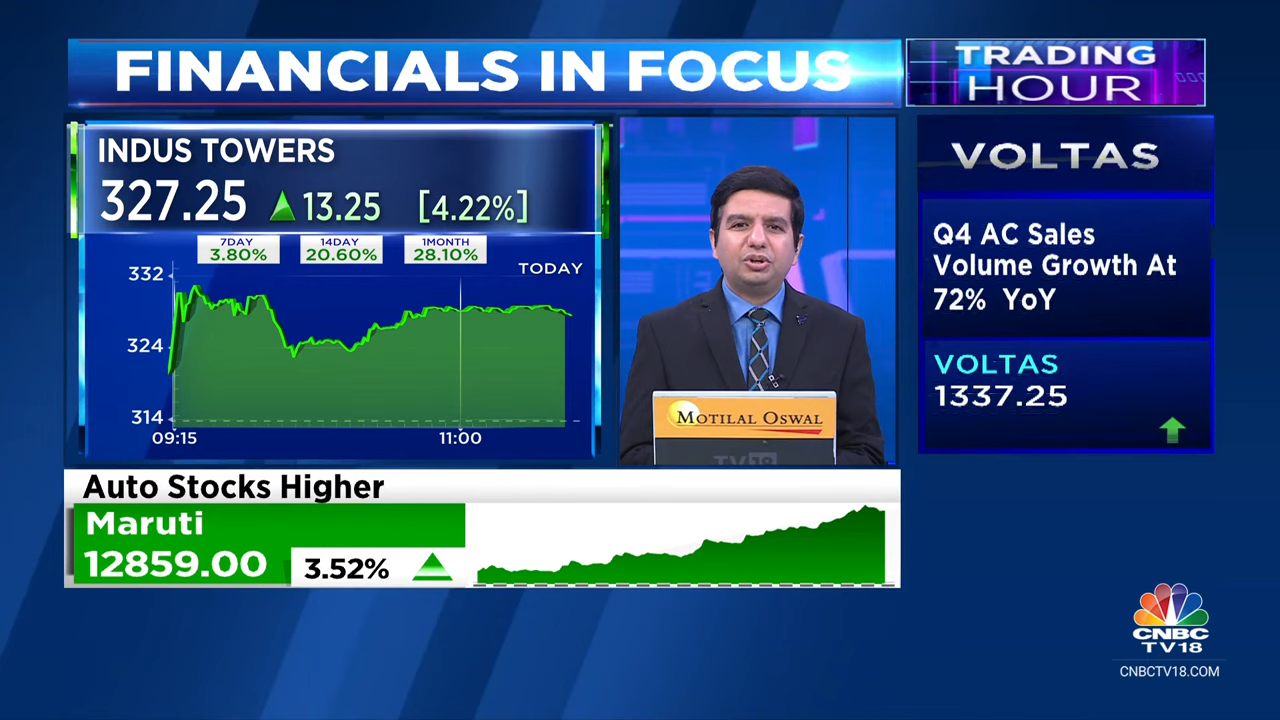 FINANCIALS IN FOCUS
TRADING
HOUR
INDUS TOWERS
327.25 ▲ 13.25 [4.22%]
7DAY 14DAY 1MONTH
3.80% 20.60% 28.10%
TODAY
332
324
314
09:15 11:00
MOTILAL OSWAL
TV18
VOLTAS
Q4 AC Sales
Volume Growth At
72% YoY
VOLTAS
1337.25
Auto Stocks Higher
Maruti
12859.00 3.52%
CNBC
TV18
CNBCTV18.COM